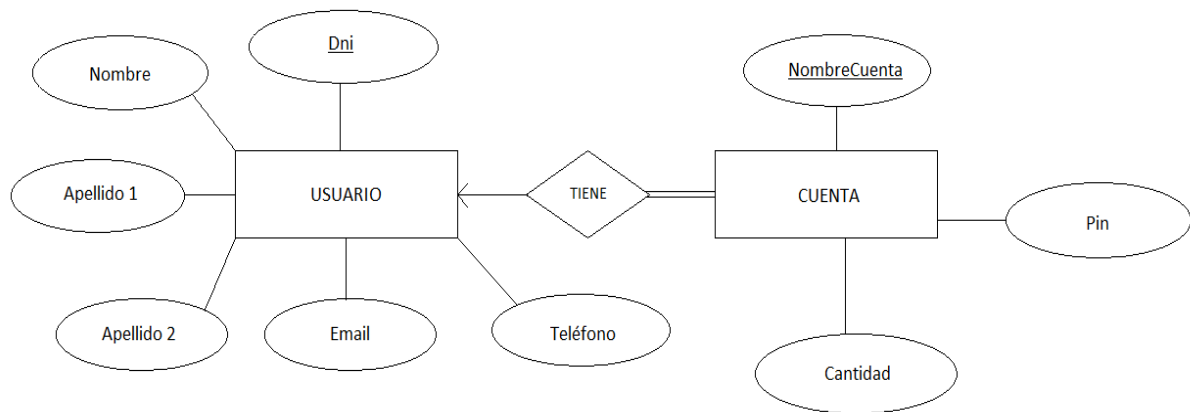 Dni
Nombre
NombreCuenta
Apellido 1
USUARIO
TIENE
CUENTA
Pin
Apellido 2
Email
Teléfono
Cantidad